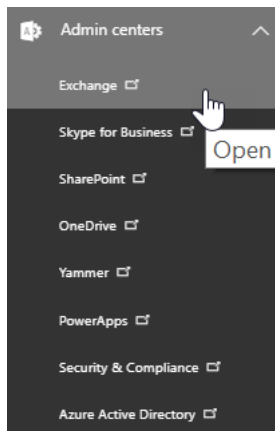 Admin centers
Exchange
Open
Skype for Business
SharePoint
OneDrive
Yammer
PowerApps
Security & Compliance
Azure Active Directory